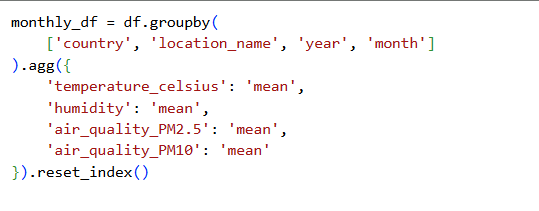 monthly_df = df.groupby(
    ['country', 'location_name', 'year', 'month']
).agg({
    'temperature_celsius': 'mean',
    'humidity': 'mean',
    'air_quality_PM2.5': 'mean',
    'air_quality_PM10': 'mean'
}).reset_index()